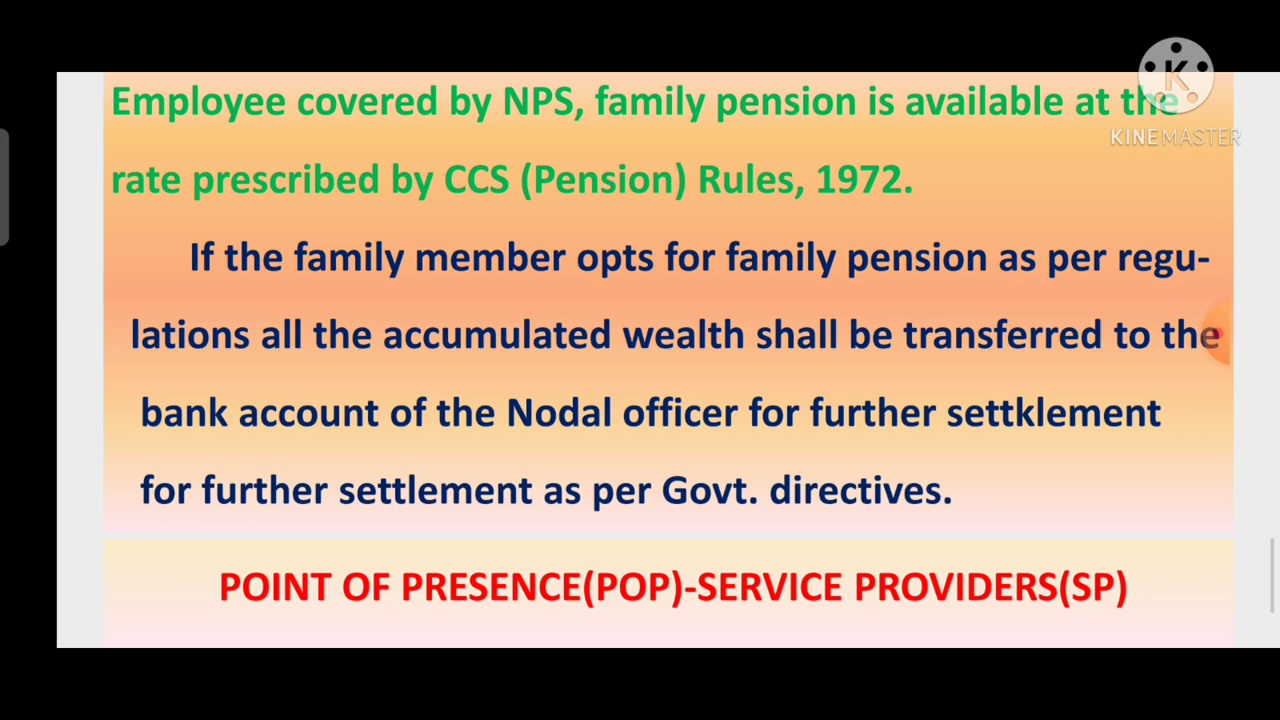 Employee covered by NPS, family pension is available at the
rate prescribed by CCS (Pension) Rules, 1972.
If the family member opts for family pension as per regu-
lations all the accumulated wealth shall be transferred to the
bank account of the Nodal officer for further settklement
for further settlement as per Govt. directives.
POINT OF PRESENCE(POP)-SERVICE PROVIDERS(SP)
K
KINEMASTER